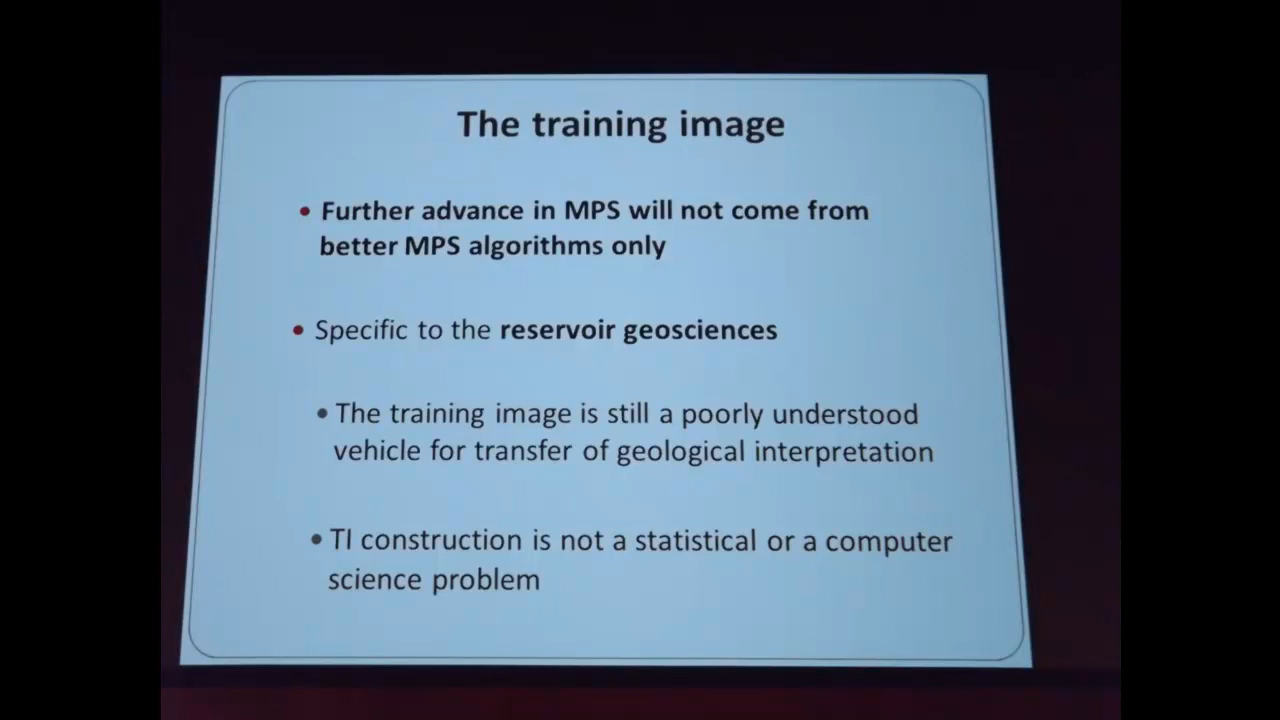 The training image
• Further advance in MPS will not come from
better MPS algorithms only
• Specific to the reservoir geosciences
• The training image is still a poorly understood
vehicle for transfer of geological interpretation
• TI construction is not a statistical or a computer
science problem